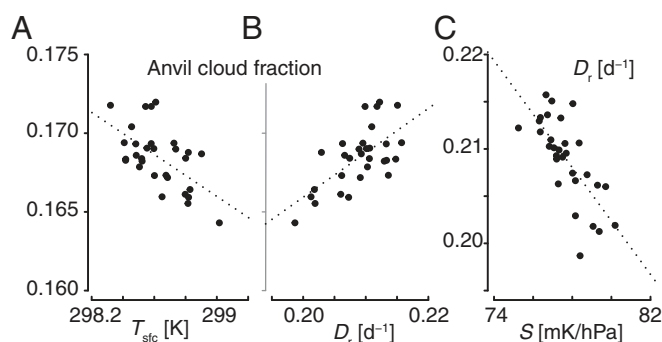 A
B
C
Anvil cloud fraction
D_r [d⁻¹]
0.175
0.170
0.165
0.160
0.22
0.21
0.20
298.2
299
T_sfc [K]
0.20
0.22
D_r [d⁻¹]
74
82
S [mK/hPa]